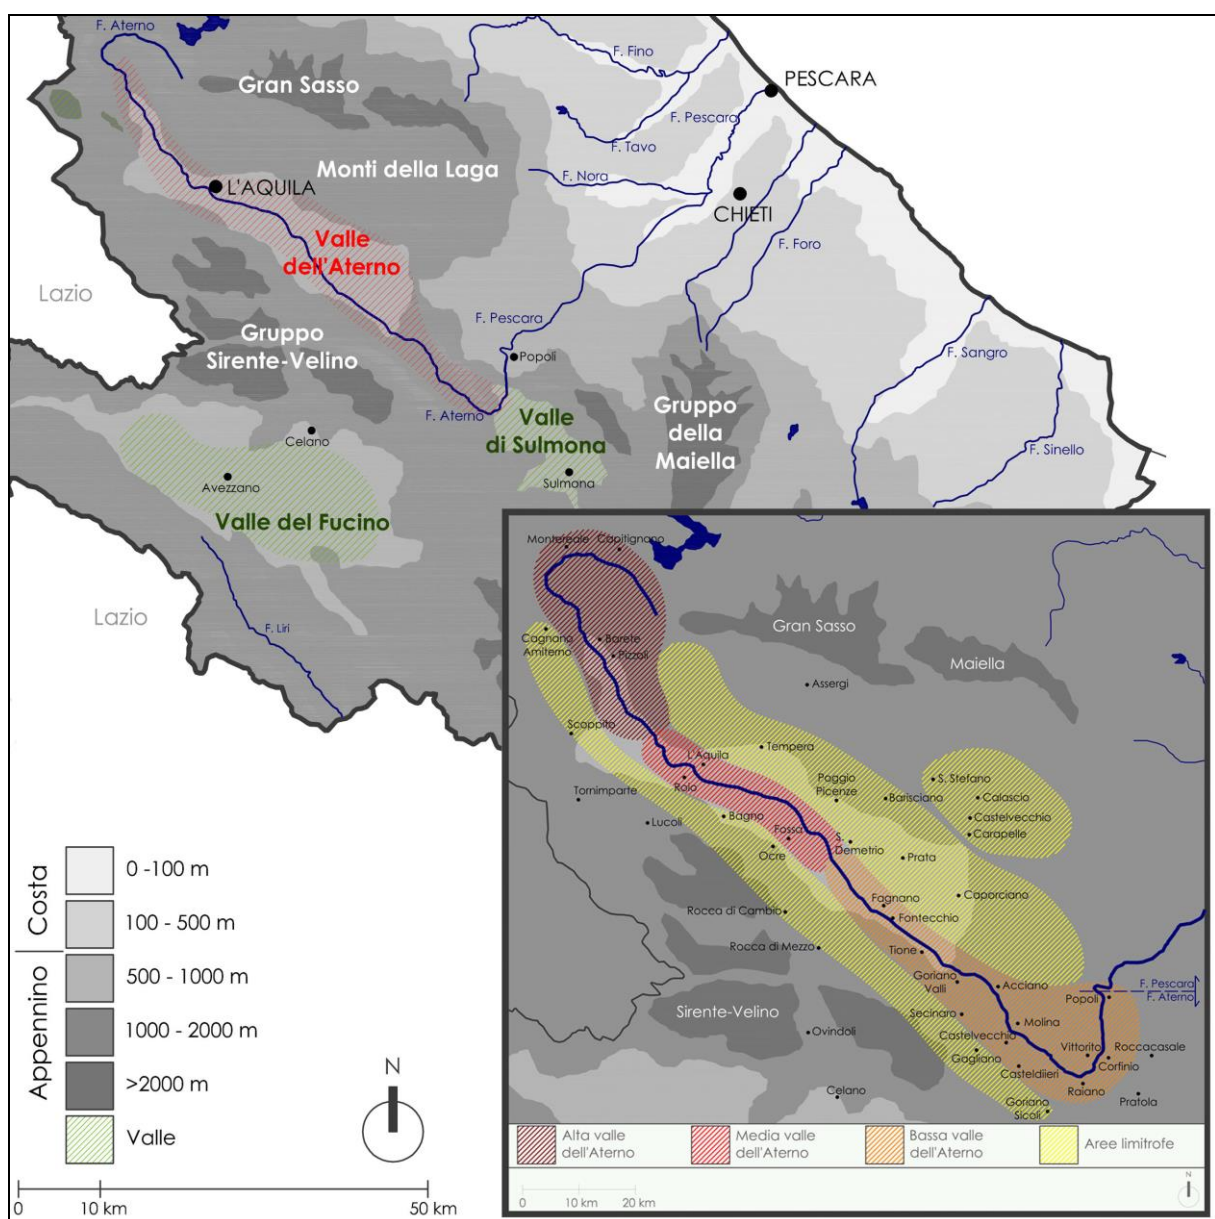 F. Aterno
Gran Sasso
F. Fino
PESCARA
F. Pescara
F. Tavo
Monti della Laga
F. Nora
L'AQUILA
CHIETI
Valle
dell'Aterno
F. Foro
Lazio
F. Pescara
Gruppo
Sirente-Velino
Popoli
F. Sangro
F. Aterno
Valle
di Sulmona
Gruppo
della
Maiella
Celano
F. Sinello
Avezzano
Sulmona
Valle del Fucino
Lazio
F. Liri
Costa
Appennino
0 -100 m
100 - 500 m
500 - 1000 m
1000 - 2000 m
>2000 m
Valle
N
0
10 km
50 km
Montereale
Capitignano
Cagnano
Amiterno
Barete
Pizzoli
Gran Sasso
Maiella
Assergi
Scoppito
Tempera
L'Aquila
Roio
Poggio
Picenze
S. Stefano
Barisciano
Calascio
Tornimparte
Castelvecchio
Carapelle
Lucoli
Bagno
Fossa
S.
Demetrio
Ocre
Prata
Caporciano
Fagnano
Rocca di Cambio
Fontecchio
Rocca di Mezzo
Tione
Goriano
Valli
Acciano
F. Pescara
F. Aterno
Popoli
Sirente-Velino
Secinaro
Molina
Ovindoli
Castelvecchio
Vittorito
Roccacasale
Gagliano
Corfinio
Casteldiieri
Raiano
Celano
Goriano
Sicoli
Pratola
Alta valle
dell'Aterno
Media valle
dell'Aterno
Bassa valle
dell'Aterno
Aree limitrofe
0
10 km
20 km
N